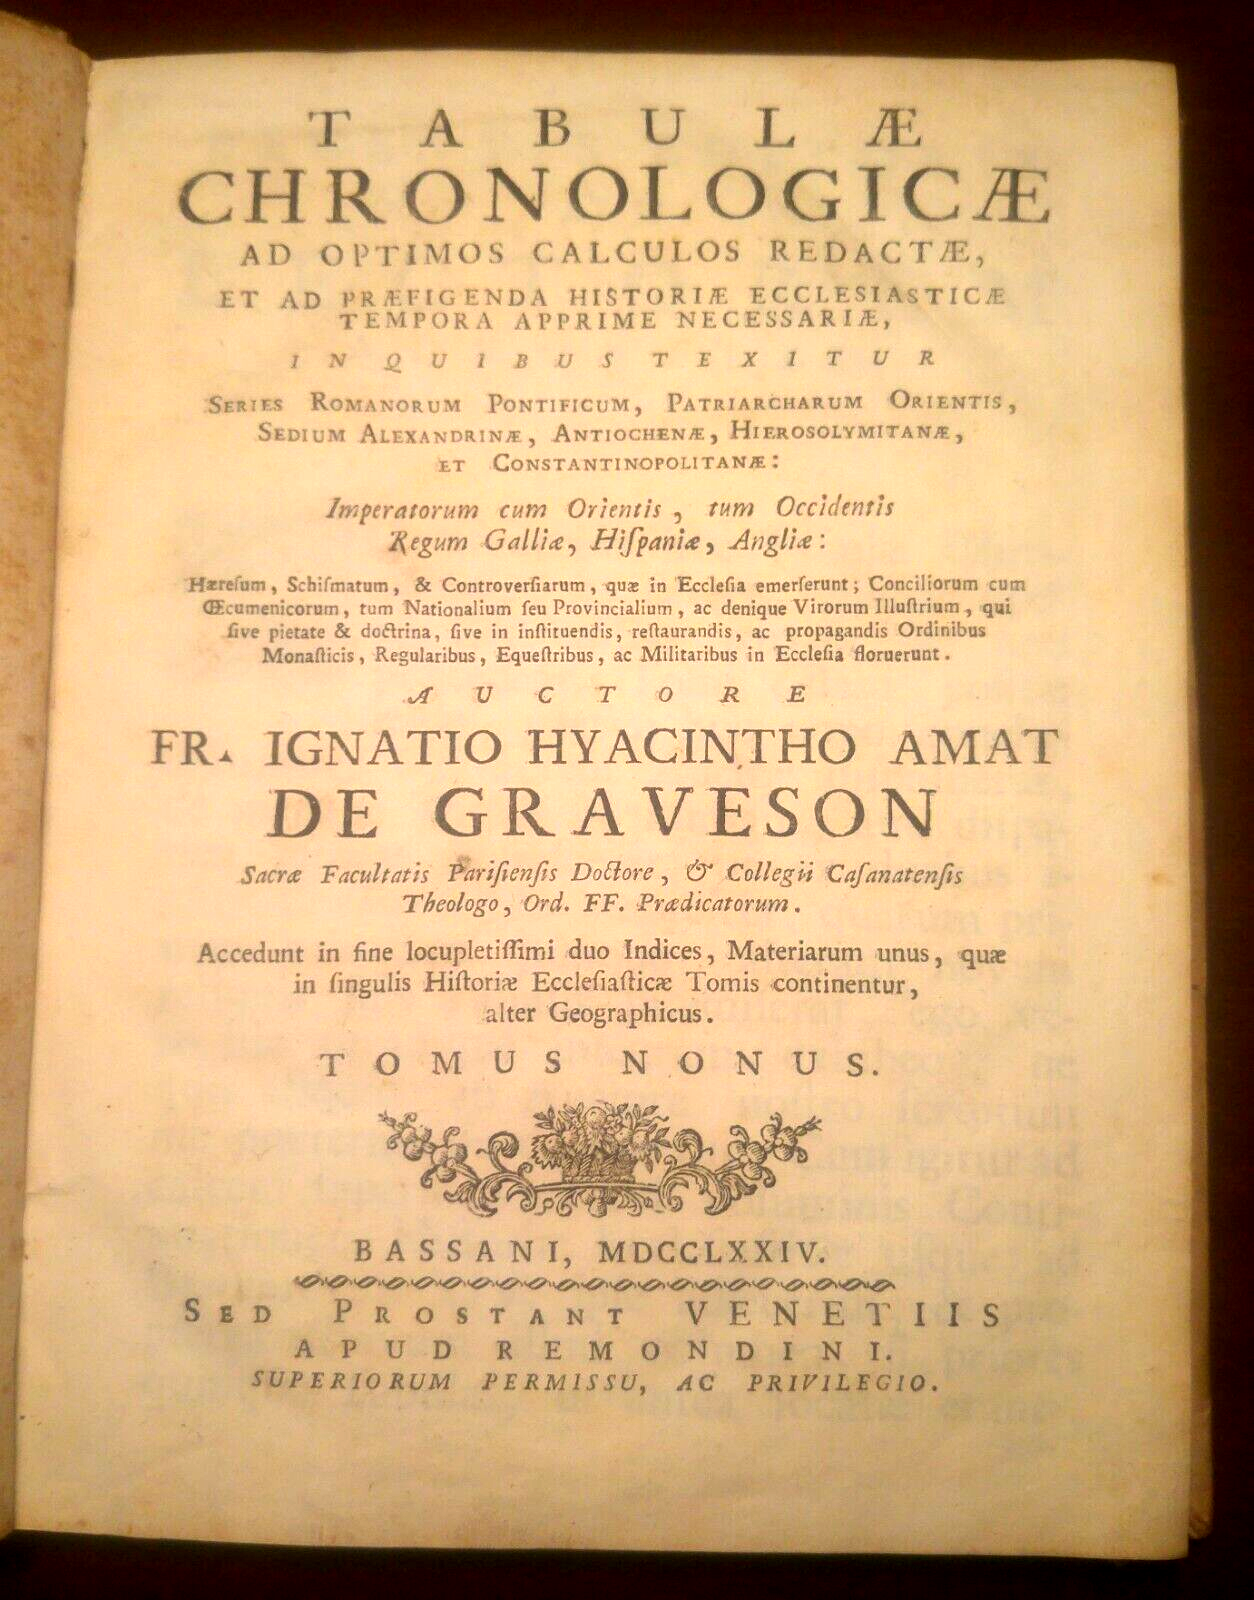 TABULÆ
CHRONOLOGICÆ
AD OPTIMOS CALCULOS REDACTÆ,
ET AD PRÆFIGENDA HISTORIÆ ECCLESIASTICÆ
TEMPORA APPRIME NECESSARIÆ,
IN QUIBUS TEXITUR
SERIES ROMANORUM PONTIFICUM, PATRIARCHARUM ORIENTIS,
SEDIUM ALEXANDRINÆ, ANTIOCHENÆ, HIEROSOLYMITANÆ,
ET CONSTANTINOPOLITANÆ:
Imperatorum cum Orientis, tum Occidentis
Regum Galliæ, Hiſpaniæ, Angliæ:
Hæreſum, Schiſmatum, & Controverſiarum, quæ in Eccleſia emerſerunt; Conciliorum cum
Œcumenicorum, tum Nationalium ſeu Provincialium, ac denique Virorum Illuſtrium, qui
ſive pietate & doctrina, ſive in inſtituendis, reſtaurandis, ac propagandis Ordinibus
Monaſticis, Regularibus, Equeſtribus, ac Militaribus in Eccleſia floruerunt.
AUCTORE
FR. IGNATIO HYACINTHO AMAT
DE GRAVESON
Sacræ Facultatis Pariſienſis Doctore, & Collegii Caſanatenſis
Theologo, Ord. FF. Prædicatorum.
Accedunt in fine locupletiſſimi duo Indices, Materiarum unus, quæ
in ſingulis Hiſtoriæ Eccleſiaſticæ Tomis continentur,
alter Geographicus.
TOMUS NONUS.
BASSANI, MDCCLXXIV.
SED PROSTANT VENETIIS
APUD REMONDINI.
SUPERIORUM PERMISSU, AC PRIVILEGIO.